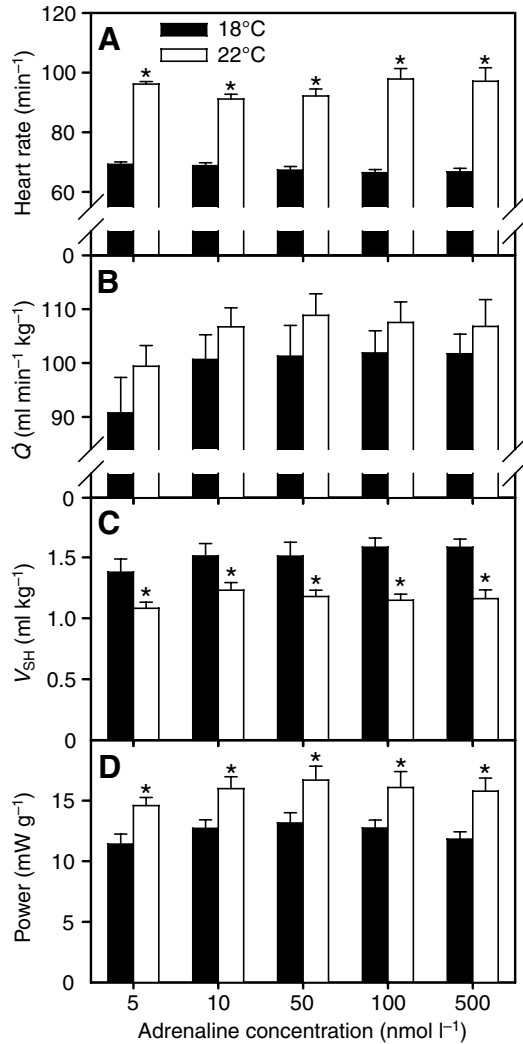 A
18°C
22°C
Heart rate (min⁻¹)
120
100
80
60
0
* * * * *
B
Q̇ (ml min⁻¹ kg⁻¹)
110
100
90
0
C
V_SH (ml kg⁻¹)
1.5
1.0
0.5
0
* * * * *
D
Power (mW g⁻¹)
15
10
5
0
* * * * *
5 10 50 100 500
Adrenaline concentration (nmol l⁻¹)